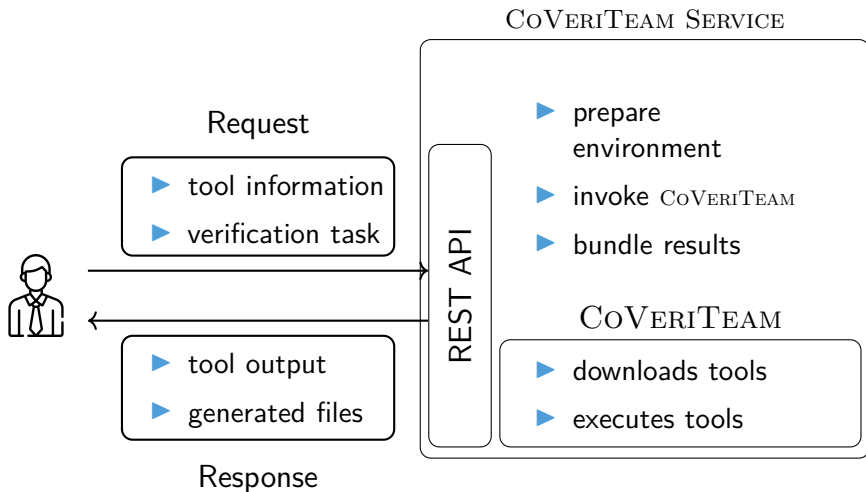 CoVeriTeam Service
Request
▶ tool information
▶ verification task
REST API
▶ prepare
environment
▶ invoke CoVeriTeam
▶ bundle results
CoVeriTeam
▶ downloads tools
▶ executes tools
▶ tool output
▶ generated files
Response